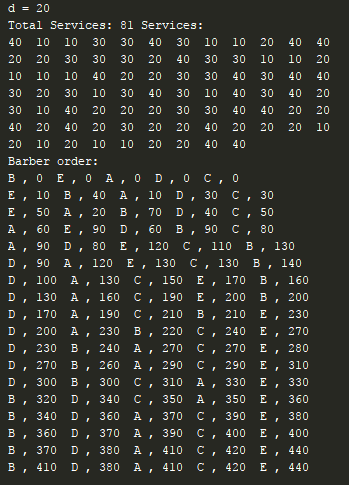 d = 20
Total Services: 81 Services:
40 10 10 30 30 40 30 10 10 20 40 40
20 20 30 30 30 20 40 30 30 10 10 20
10 10 10 40 20 20 30 40 30 30 40 30
30 20 30 10 30 40 30 10 30 40 40 20
30 10 40 20 20 20 30 30 40 40 20 20
40 20 40 20 30 20 20 40 20 20 20 10
20 10 20 10 10 20 20 40 40
Barber order:
B , 0 E , 0 A , 0 D , 0 C , 0
E , 10 B , 40 A , 10 D , 30 C , 30
E , 50 A , 20 B , 70 D , 40 C , 50
A , 60 E , 90 D , 60 B , 90 C , 80
A , 90 D , 80 E , 120 C , 110 B , 130
D , 90 A , 120 E , 130 C , 130 B , 140
D , 100 A , 130 C , 150 E , 170 B , 160
D , 130 A , 160 C , 190 E , 200 B , 200
D , 170 A , 190 C , 210 B , 210 E , 230
D , 200 A , 230 B , 220 C , 240 E , 270
D , 230 B , 240 A , 270 C , 270 E , 280
D , 270 B , 260 A , 290 C , 290 E , 310
D , 300 B , 300 C , 310 A , 330 E , 330
B , 320 D , 340 C , 350 A , 350 E , 360
B , 340 D , 360 A , 370 C , 390 E , 380
B , 360 D , 370 A , 390 C , 400 E , 400
B , 370 D , 380 A , 410 C , 420 E , 440
B , 410 D , 380 A , 410 C , 420 E , 440